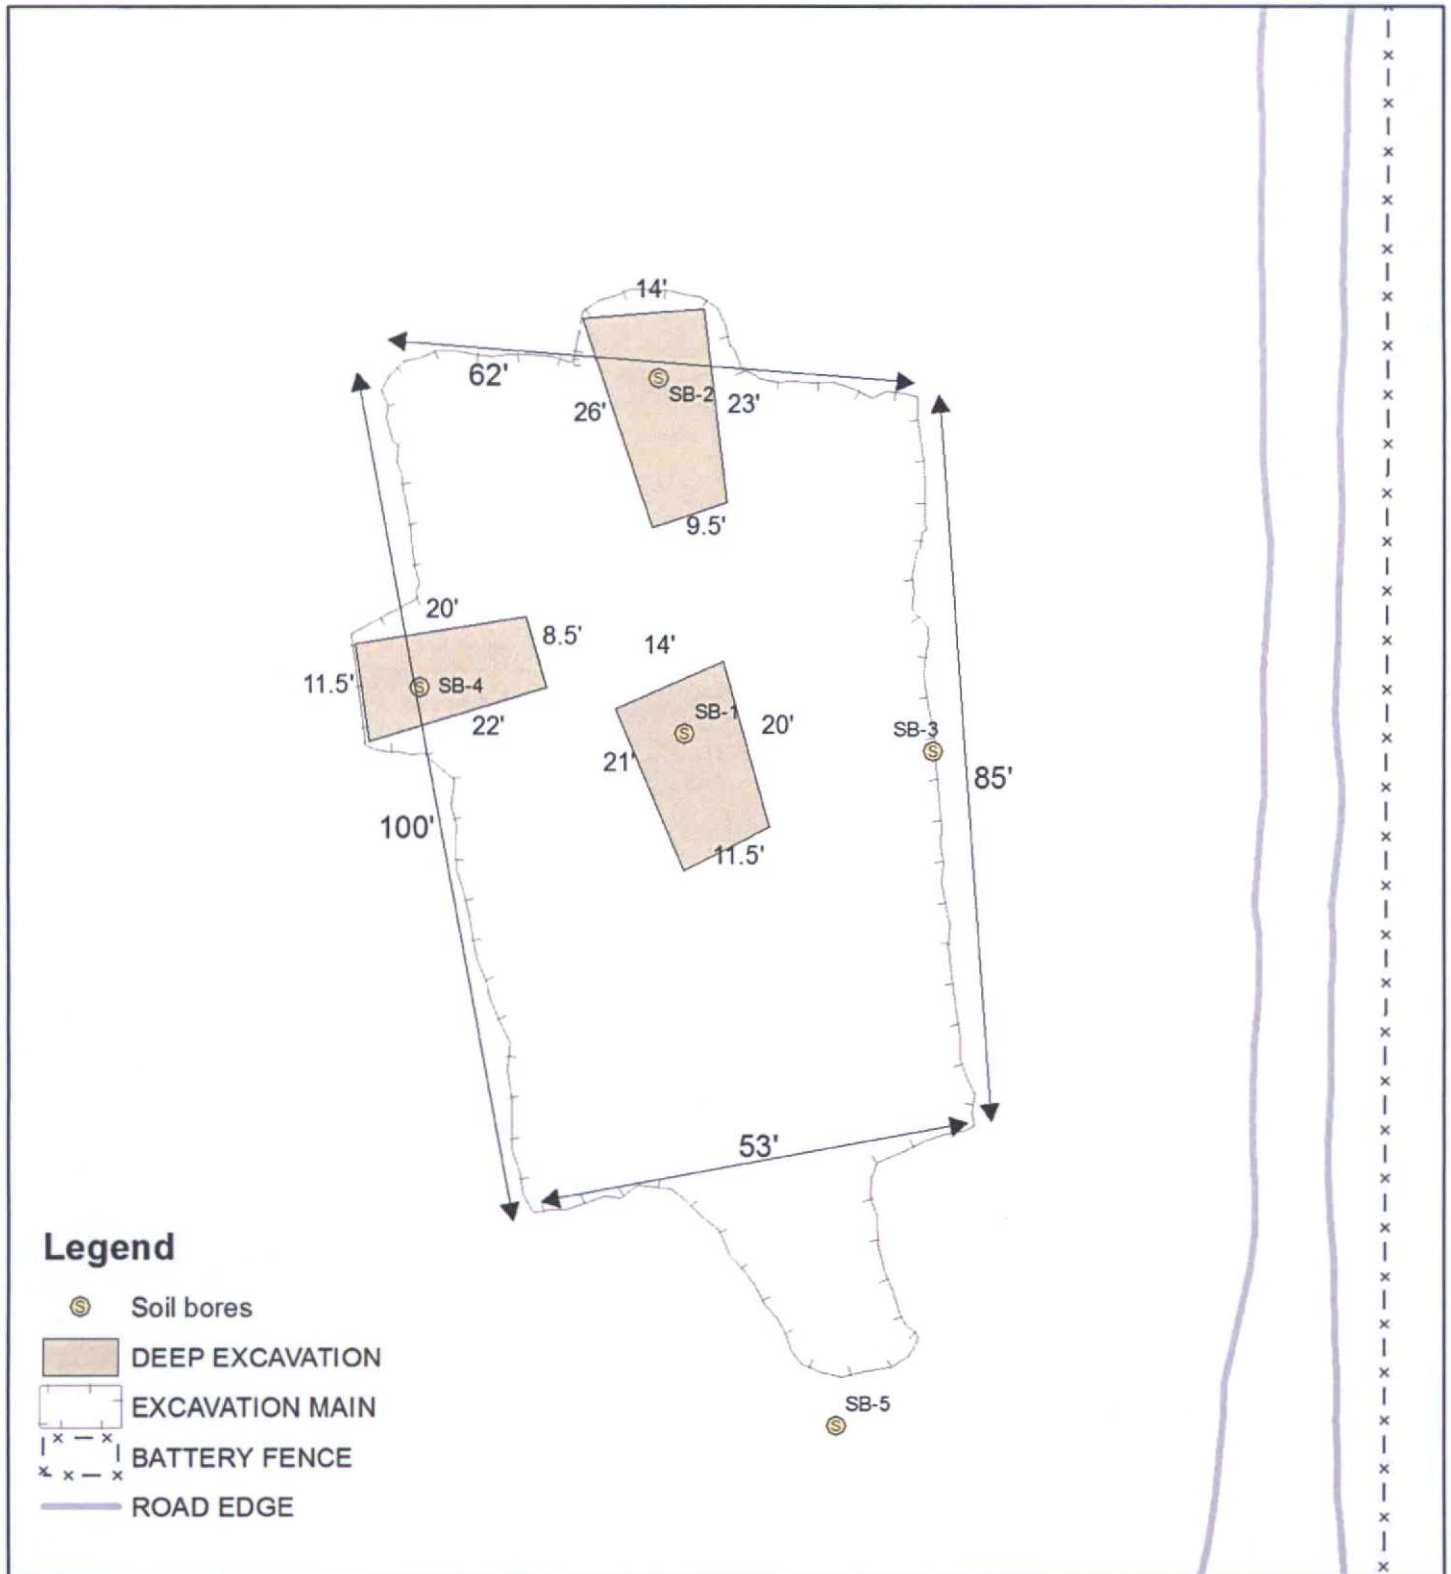 14'
62'
SB-2
26'
23'
9.5'
20'
8.5'
14'
11.5'
SB-4
SB-1
20'
SB-3
22'
21'
85'
100'
11.5'
53'
Legend
S Soil bores
DEEP EXCAVATION
EXCAVATION MAIN
BATTERY FENCE
ROAD EDGE
SB-5